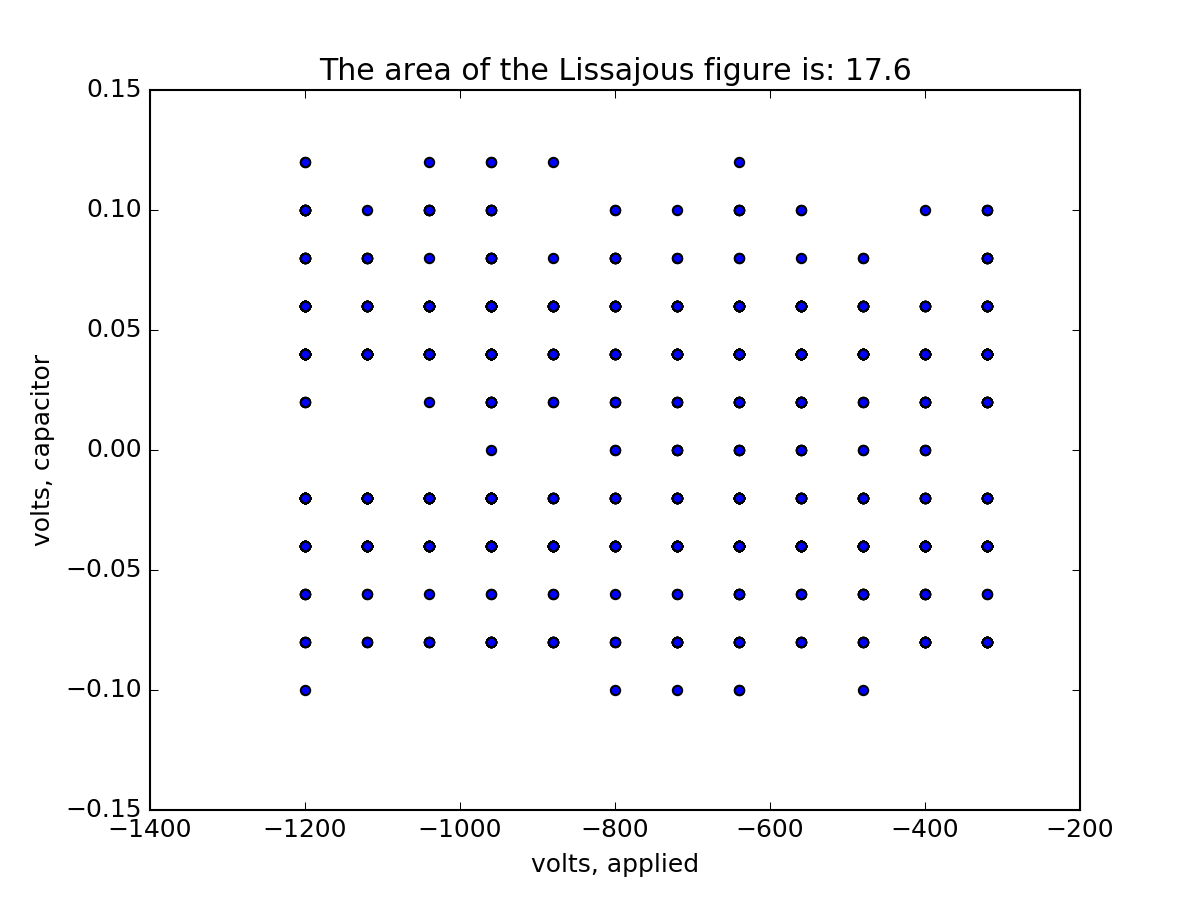 The area of the Lissajous figure is: 17.6
0.15
0.10
0.05
0.00
−0.05
−0.10
−0.15
volts, capacitor
−1400 −1200 −1000 −800 −600 −400 −200
volts, applied